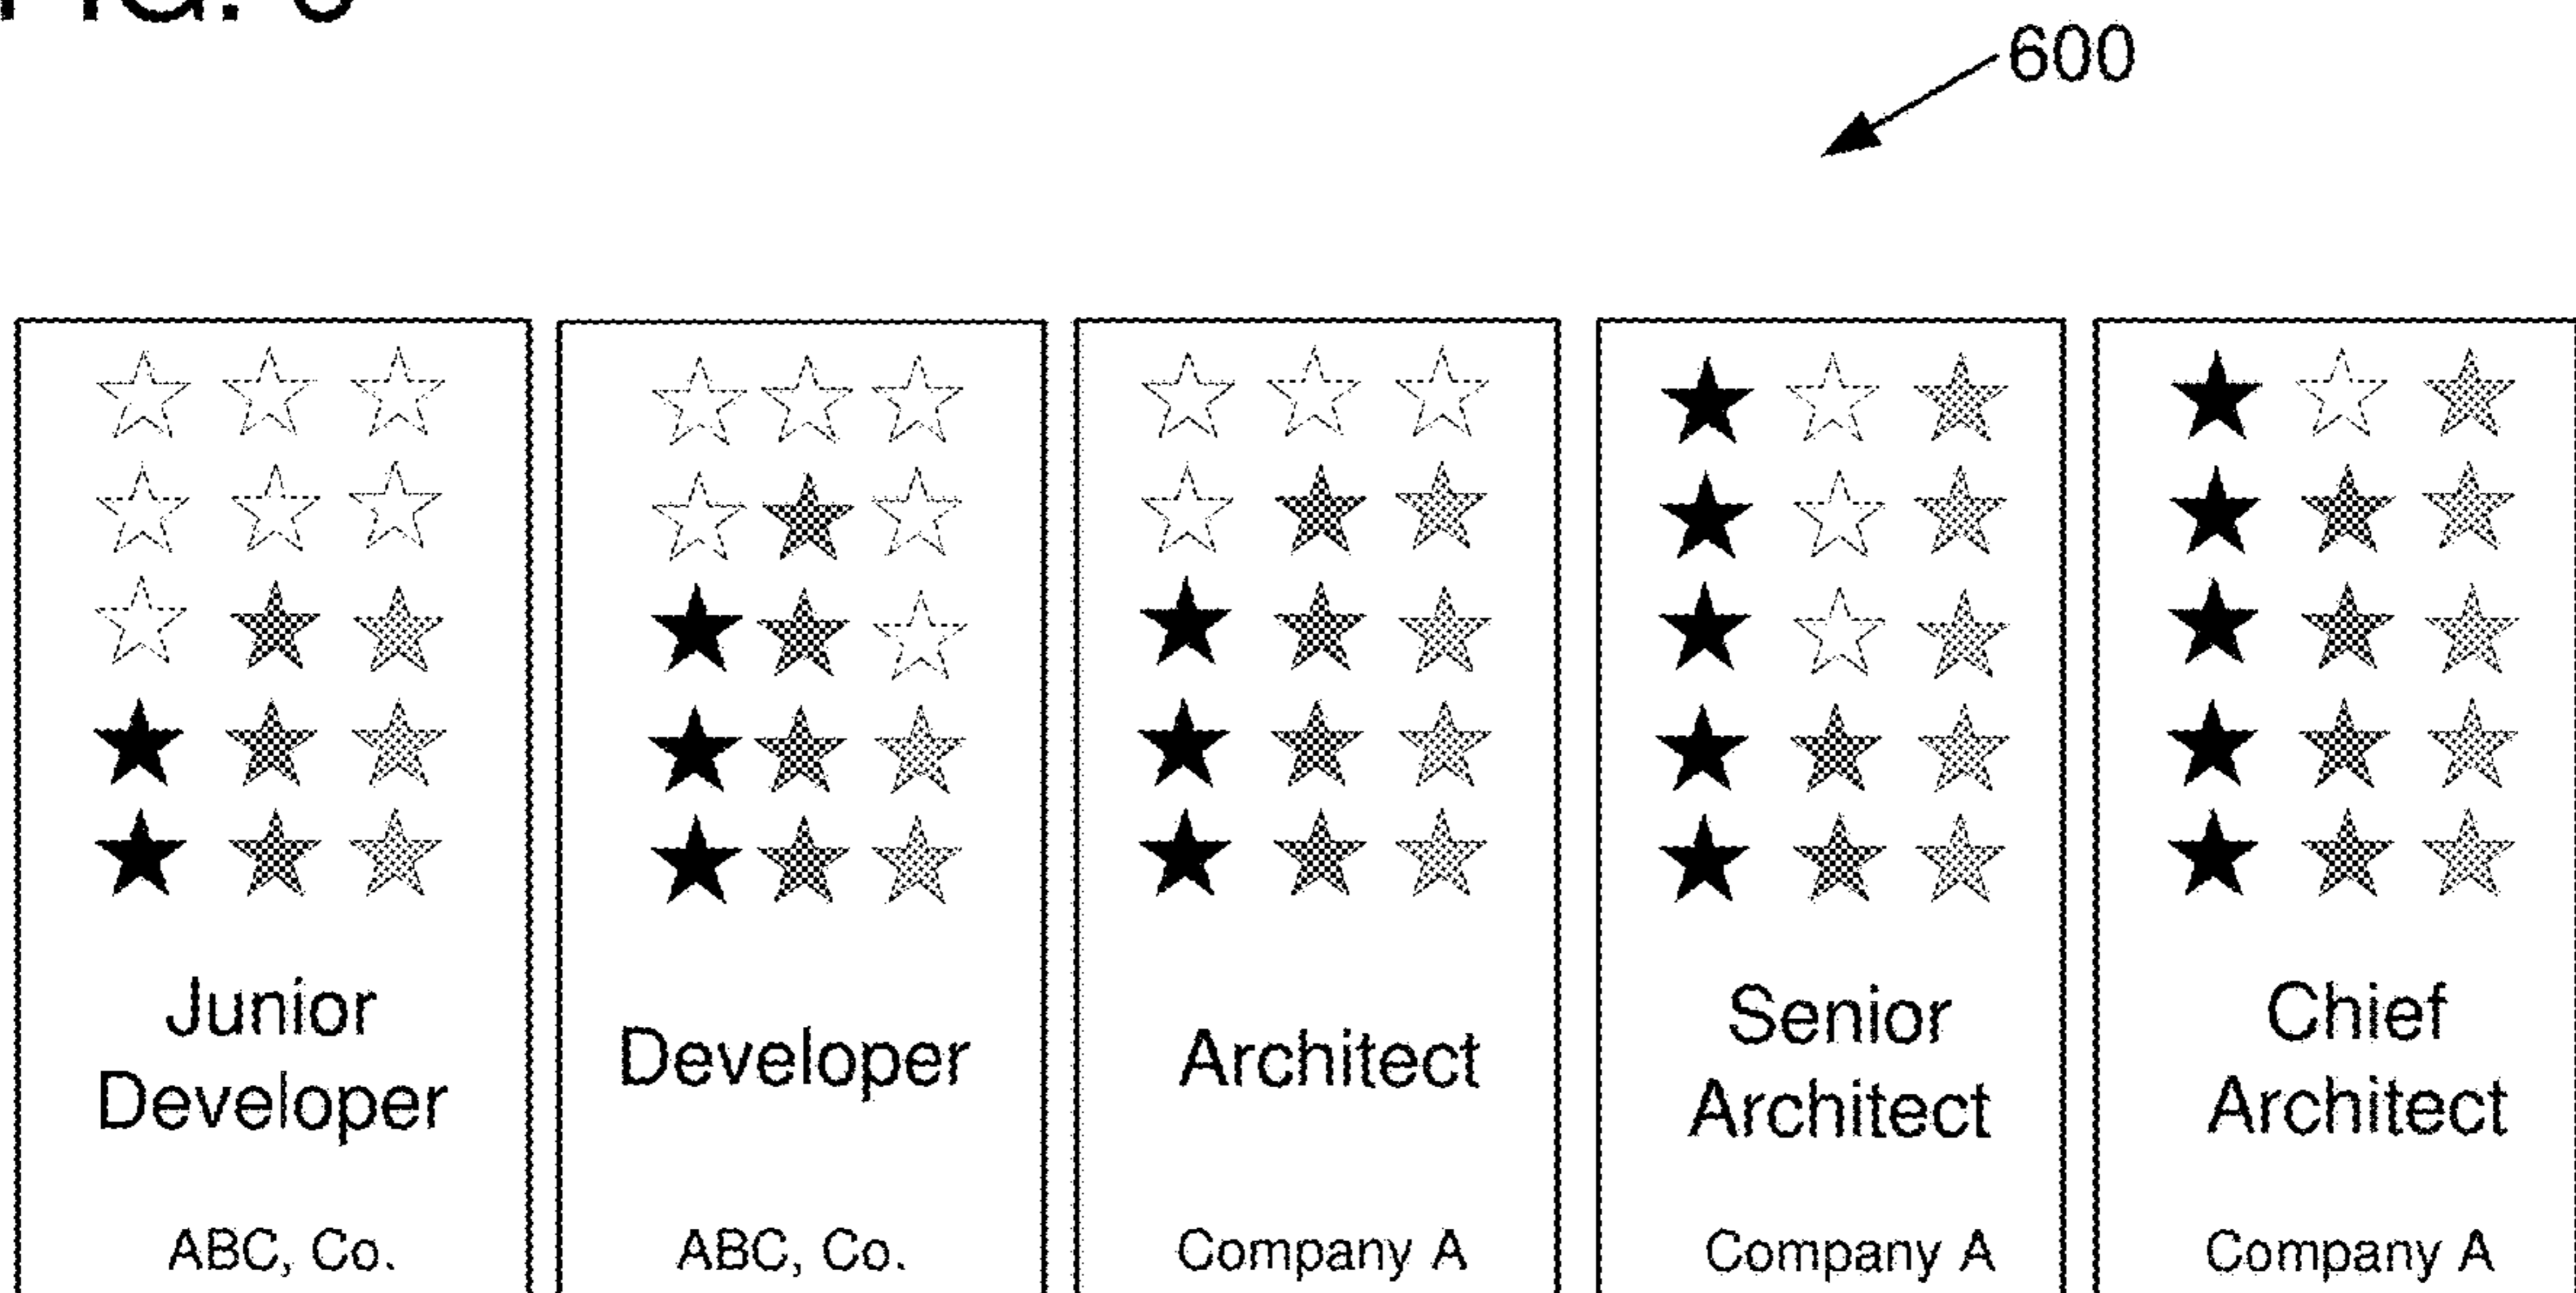 600
Junior
Developer
ABC, Co.
Developer
ABC, Co.
Architect
Company A
Senior
Architect
Company A
Chief
Architect
Company A